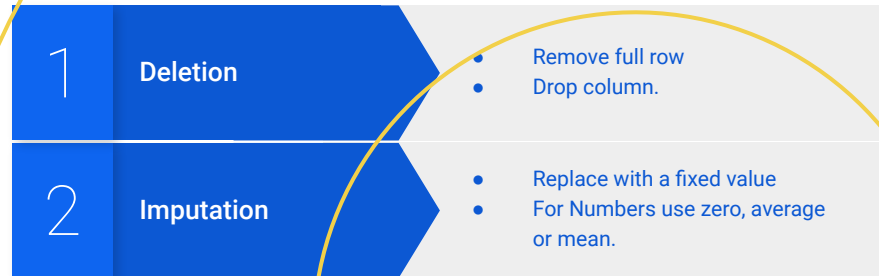 1
Deletion
● Remove full row
● Drop column.
2
Imputation
● Replace with a fixed value
● For Numbers use zero, average
or mean.